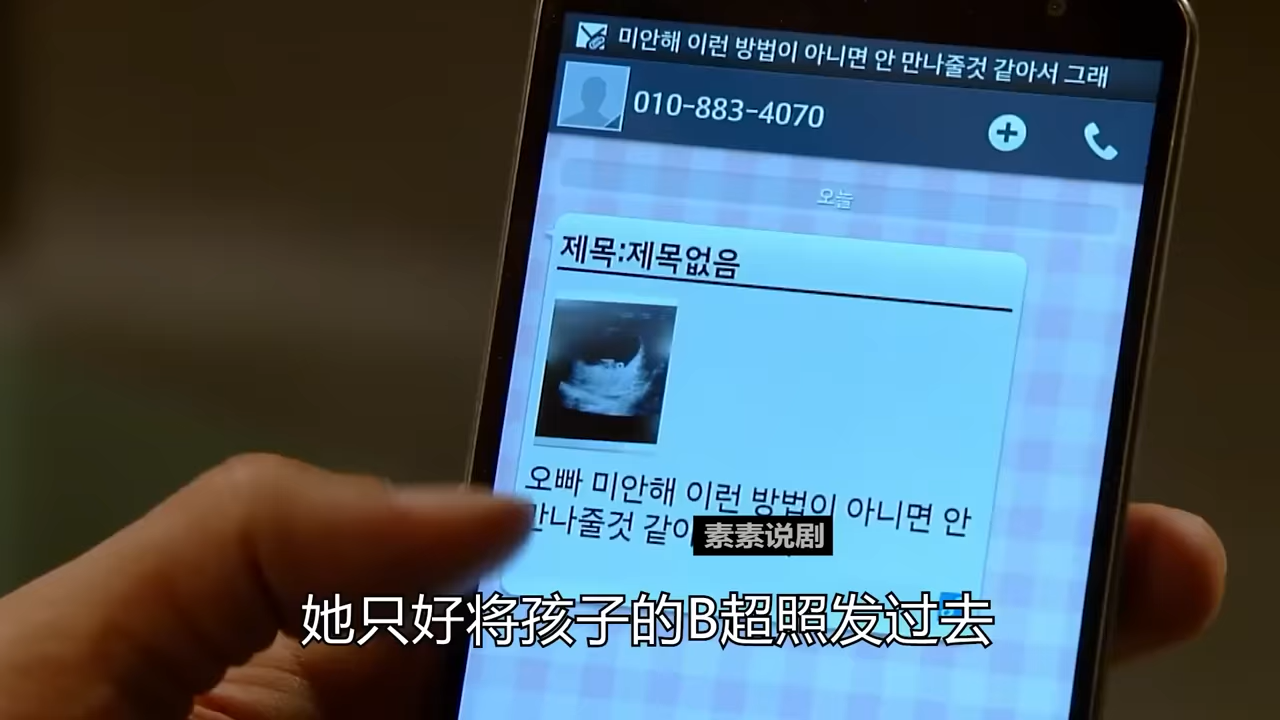 미안해 이런 방법이 아니면 안 만나줄것 같아서 그래
010-883-4070
오늘
제목:제목없음
오빠 미안해 이런 방법이 아니면 안
만나줄것 같아
素素说剧
她只好将孩子的B超照发过去